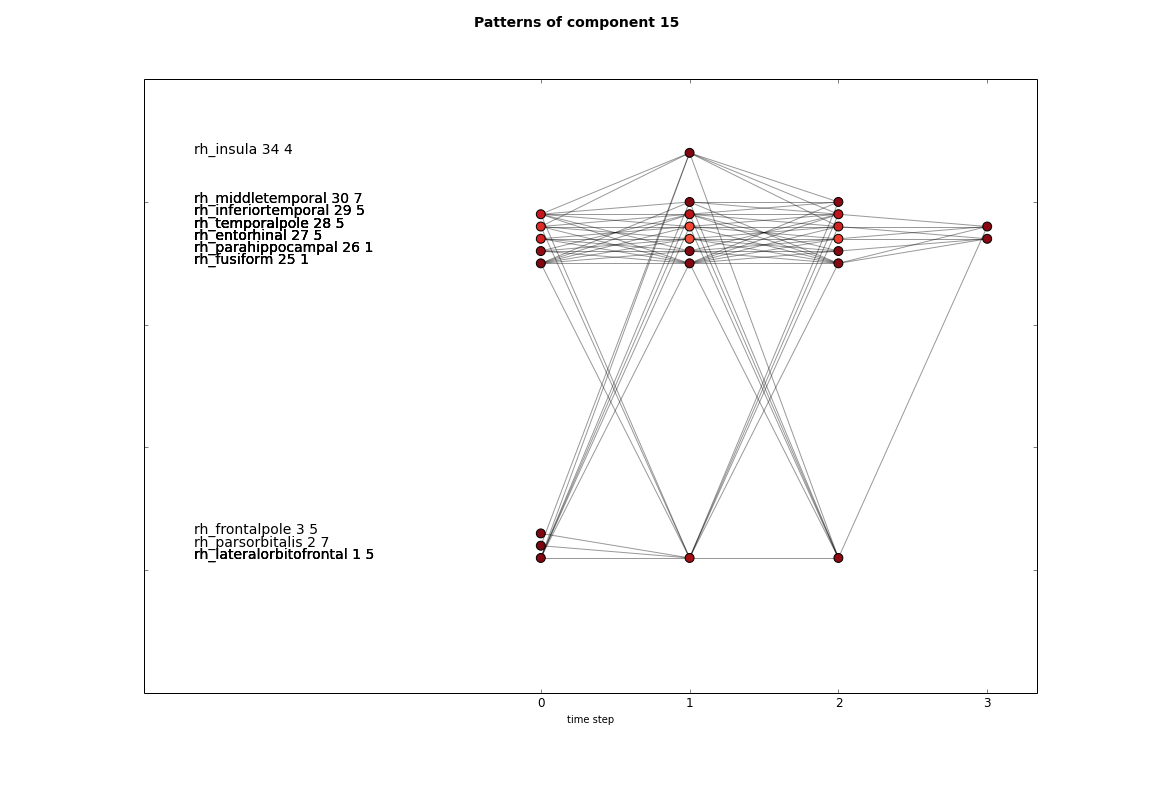 Patterns of component 15
rh_insula 34 4
rh_middletemporal 30 7
rh_inferiortemporal 29 5
rh_temporalpole 28 5
rh_entorhinal 27 5
rh_parahippocampal 26 1
rh_fusiform 25 1
rh_frontalpole 3 5
rh_parsorbitalis 2 7
rh_lateralorbitofrontal 1 5
0 1 2 3
time step